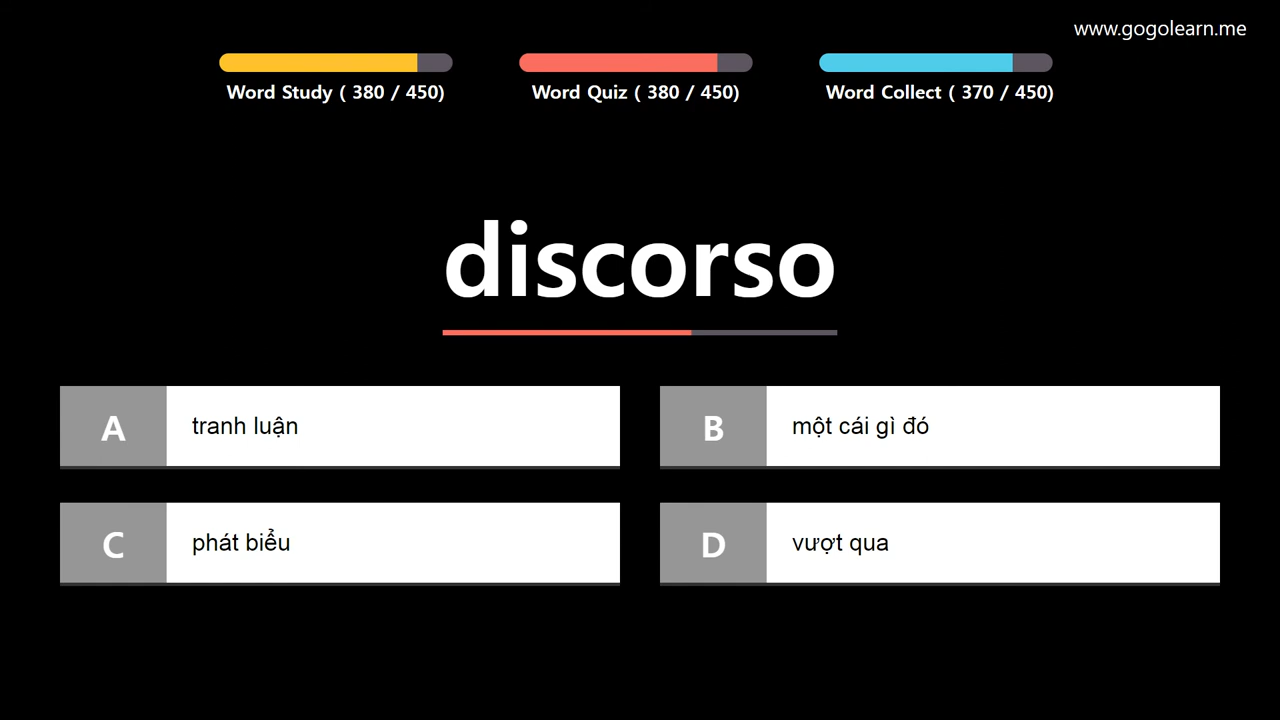 www.gogolearn.me
Word Study ( 380 / 450)
Word Quiz ( 380 / 450)
Word Collect ( 370 / 450)
discorso
A tranh luận
B một cái gì đó
C phát biểu
D vượt qua